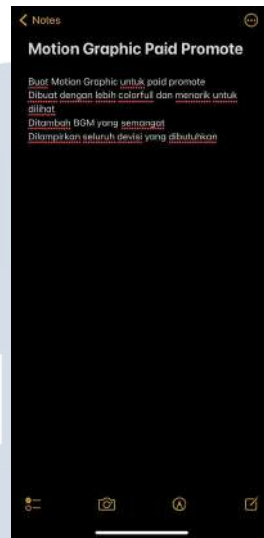 Notes
Motion Graphic Paid Promote
Buat Motion Graphic untuk paid promote
Dibuat dengan lebih colorfull dan menarik untuk
dilihat
Ditambah BGM yang semangat
Dilampirkan seluruh devisi yang dibutuhkan